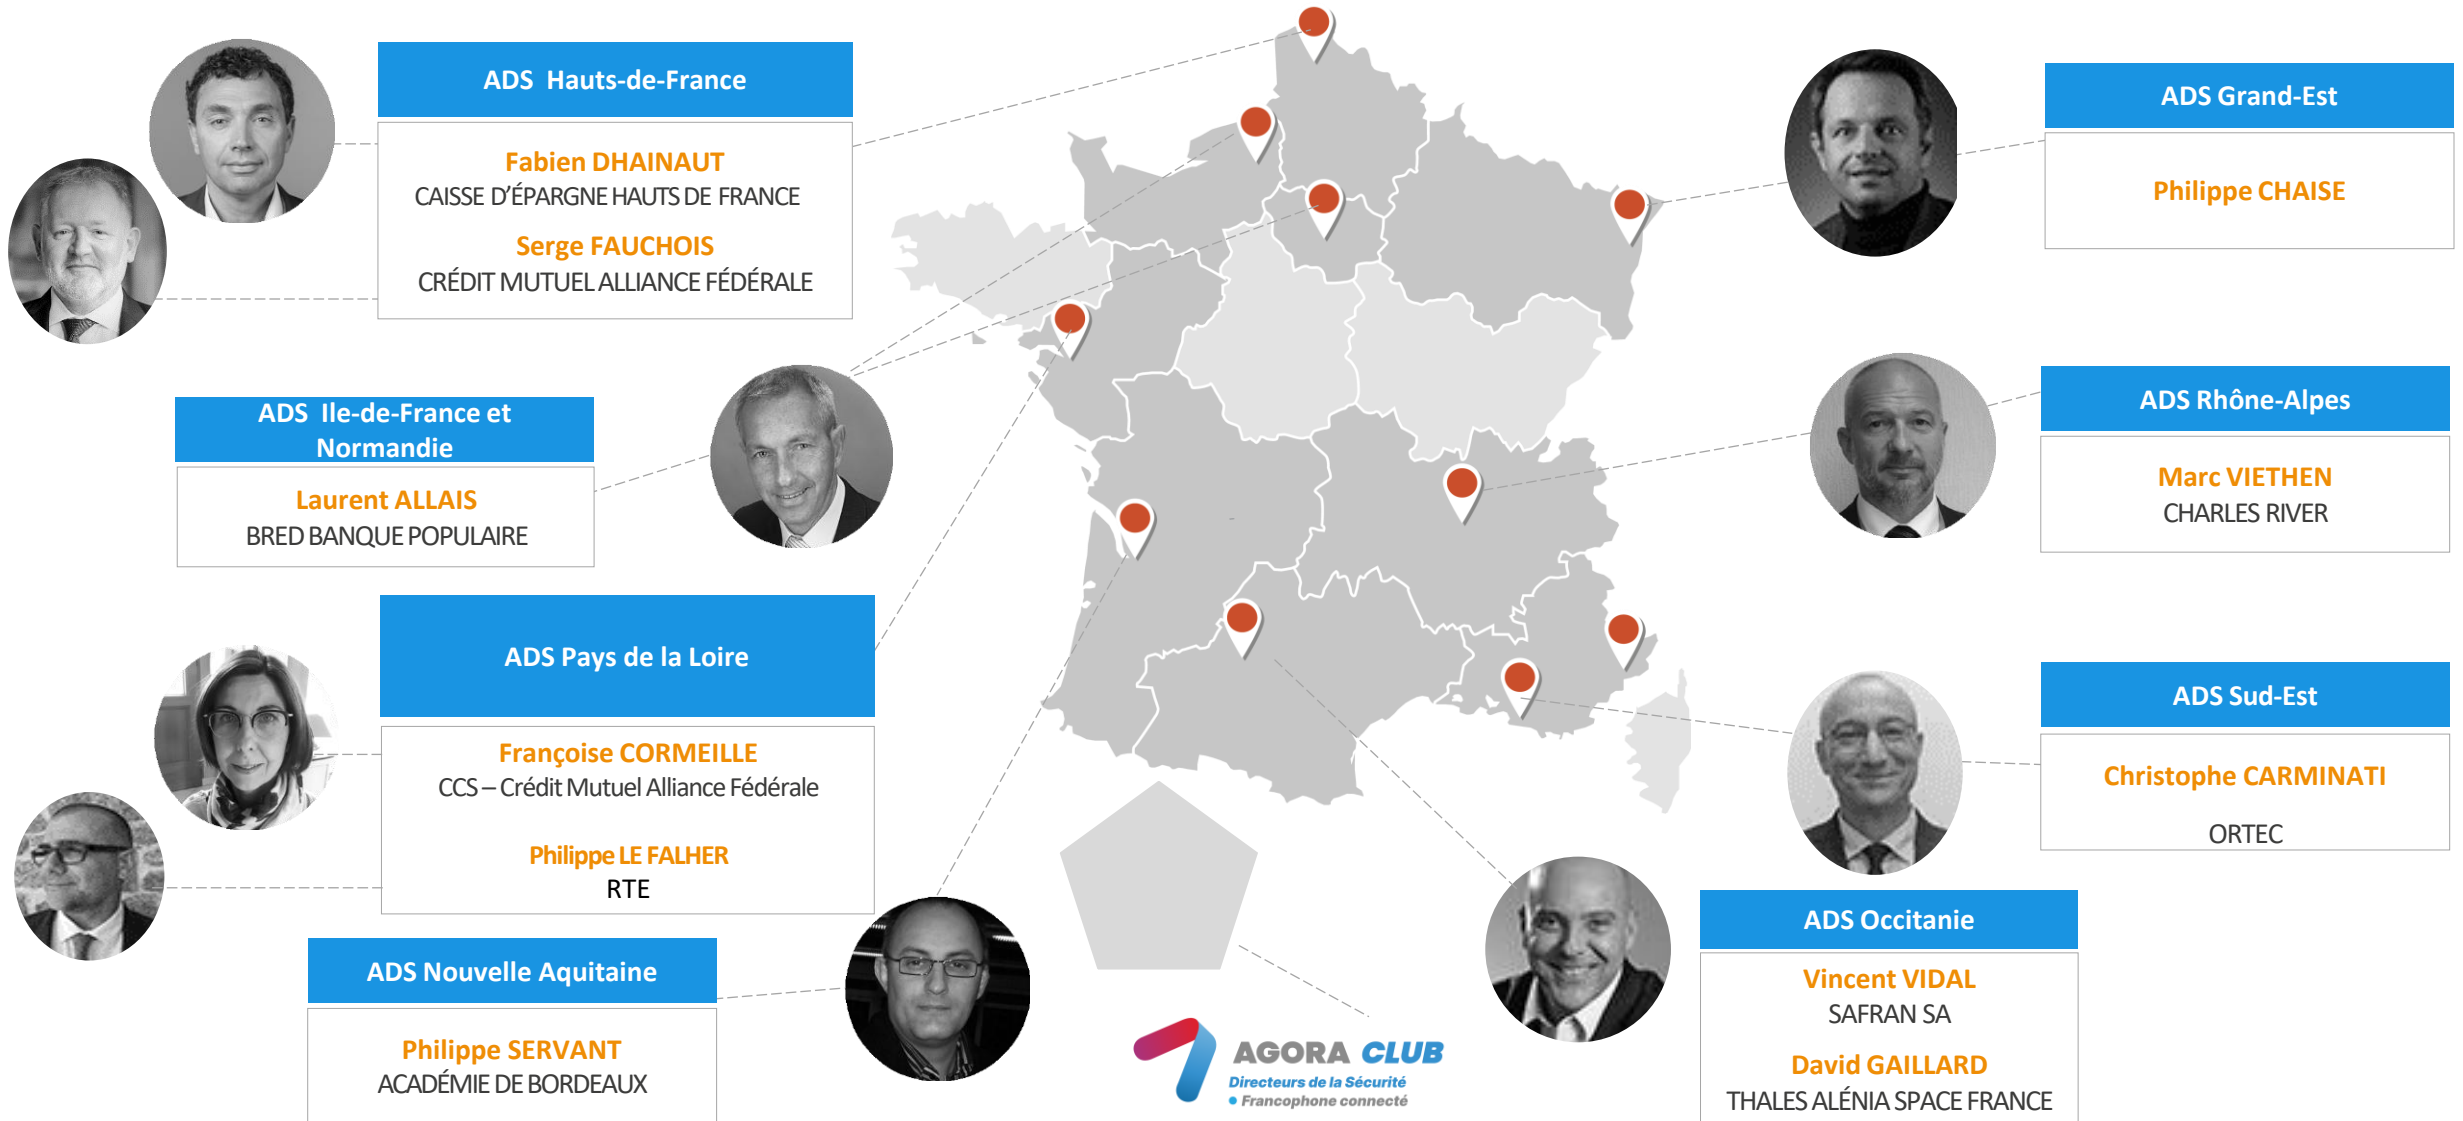 ADS Hauts-de-France
Fabien DHAINAUT
CAISSE D'ÉPARGNE HAUTS DE FRANCE
Serge FAUCHOIS
CRÉDIT MUTUEL ALLIANCE FÉDÉRALE
ADS Ile-de-France et
Normandie
Laurent ALLAIS
BRED BANQUE POPULAIRE
ADS Pays de la Loire
Françoise CORMEILLE
CCS – Crédit Mutuel Alliance Fédérale
Philippe LE FALHER
RTE
ADS Nouvelle Aquitaine
Philippe SERVANT
ACADÉMIE DE BORDEAUX
ADS Grand-Est
Philippe CHAISE
ADS Rhône-Alpes
Marc VIETHEN
CHARLES RIVER
ADS Sud-Est
Christophe CARMINATI
ORTEC
ADS Occitanie
Vincent VIDAL
SAFRAN SA
David GAILLARD
THALES ALÉNIA SPACE FRANCE
AGORA CLUB
Directeurs de la Sécurité
• Francophone connecté